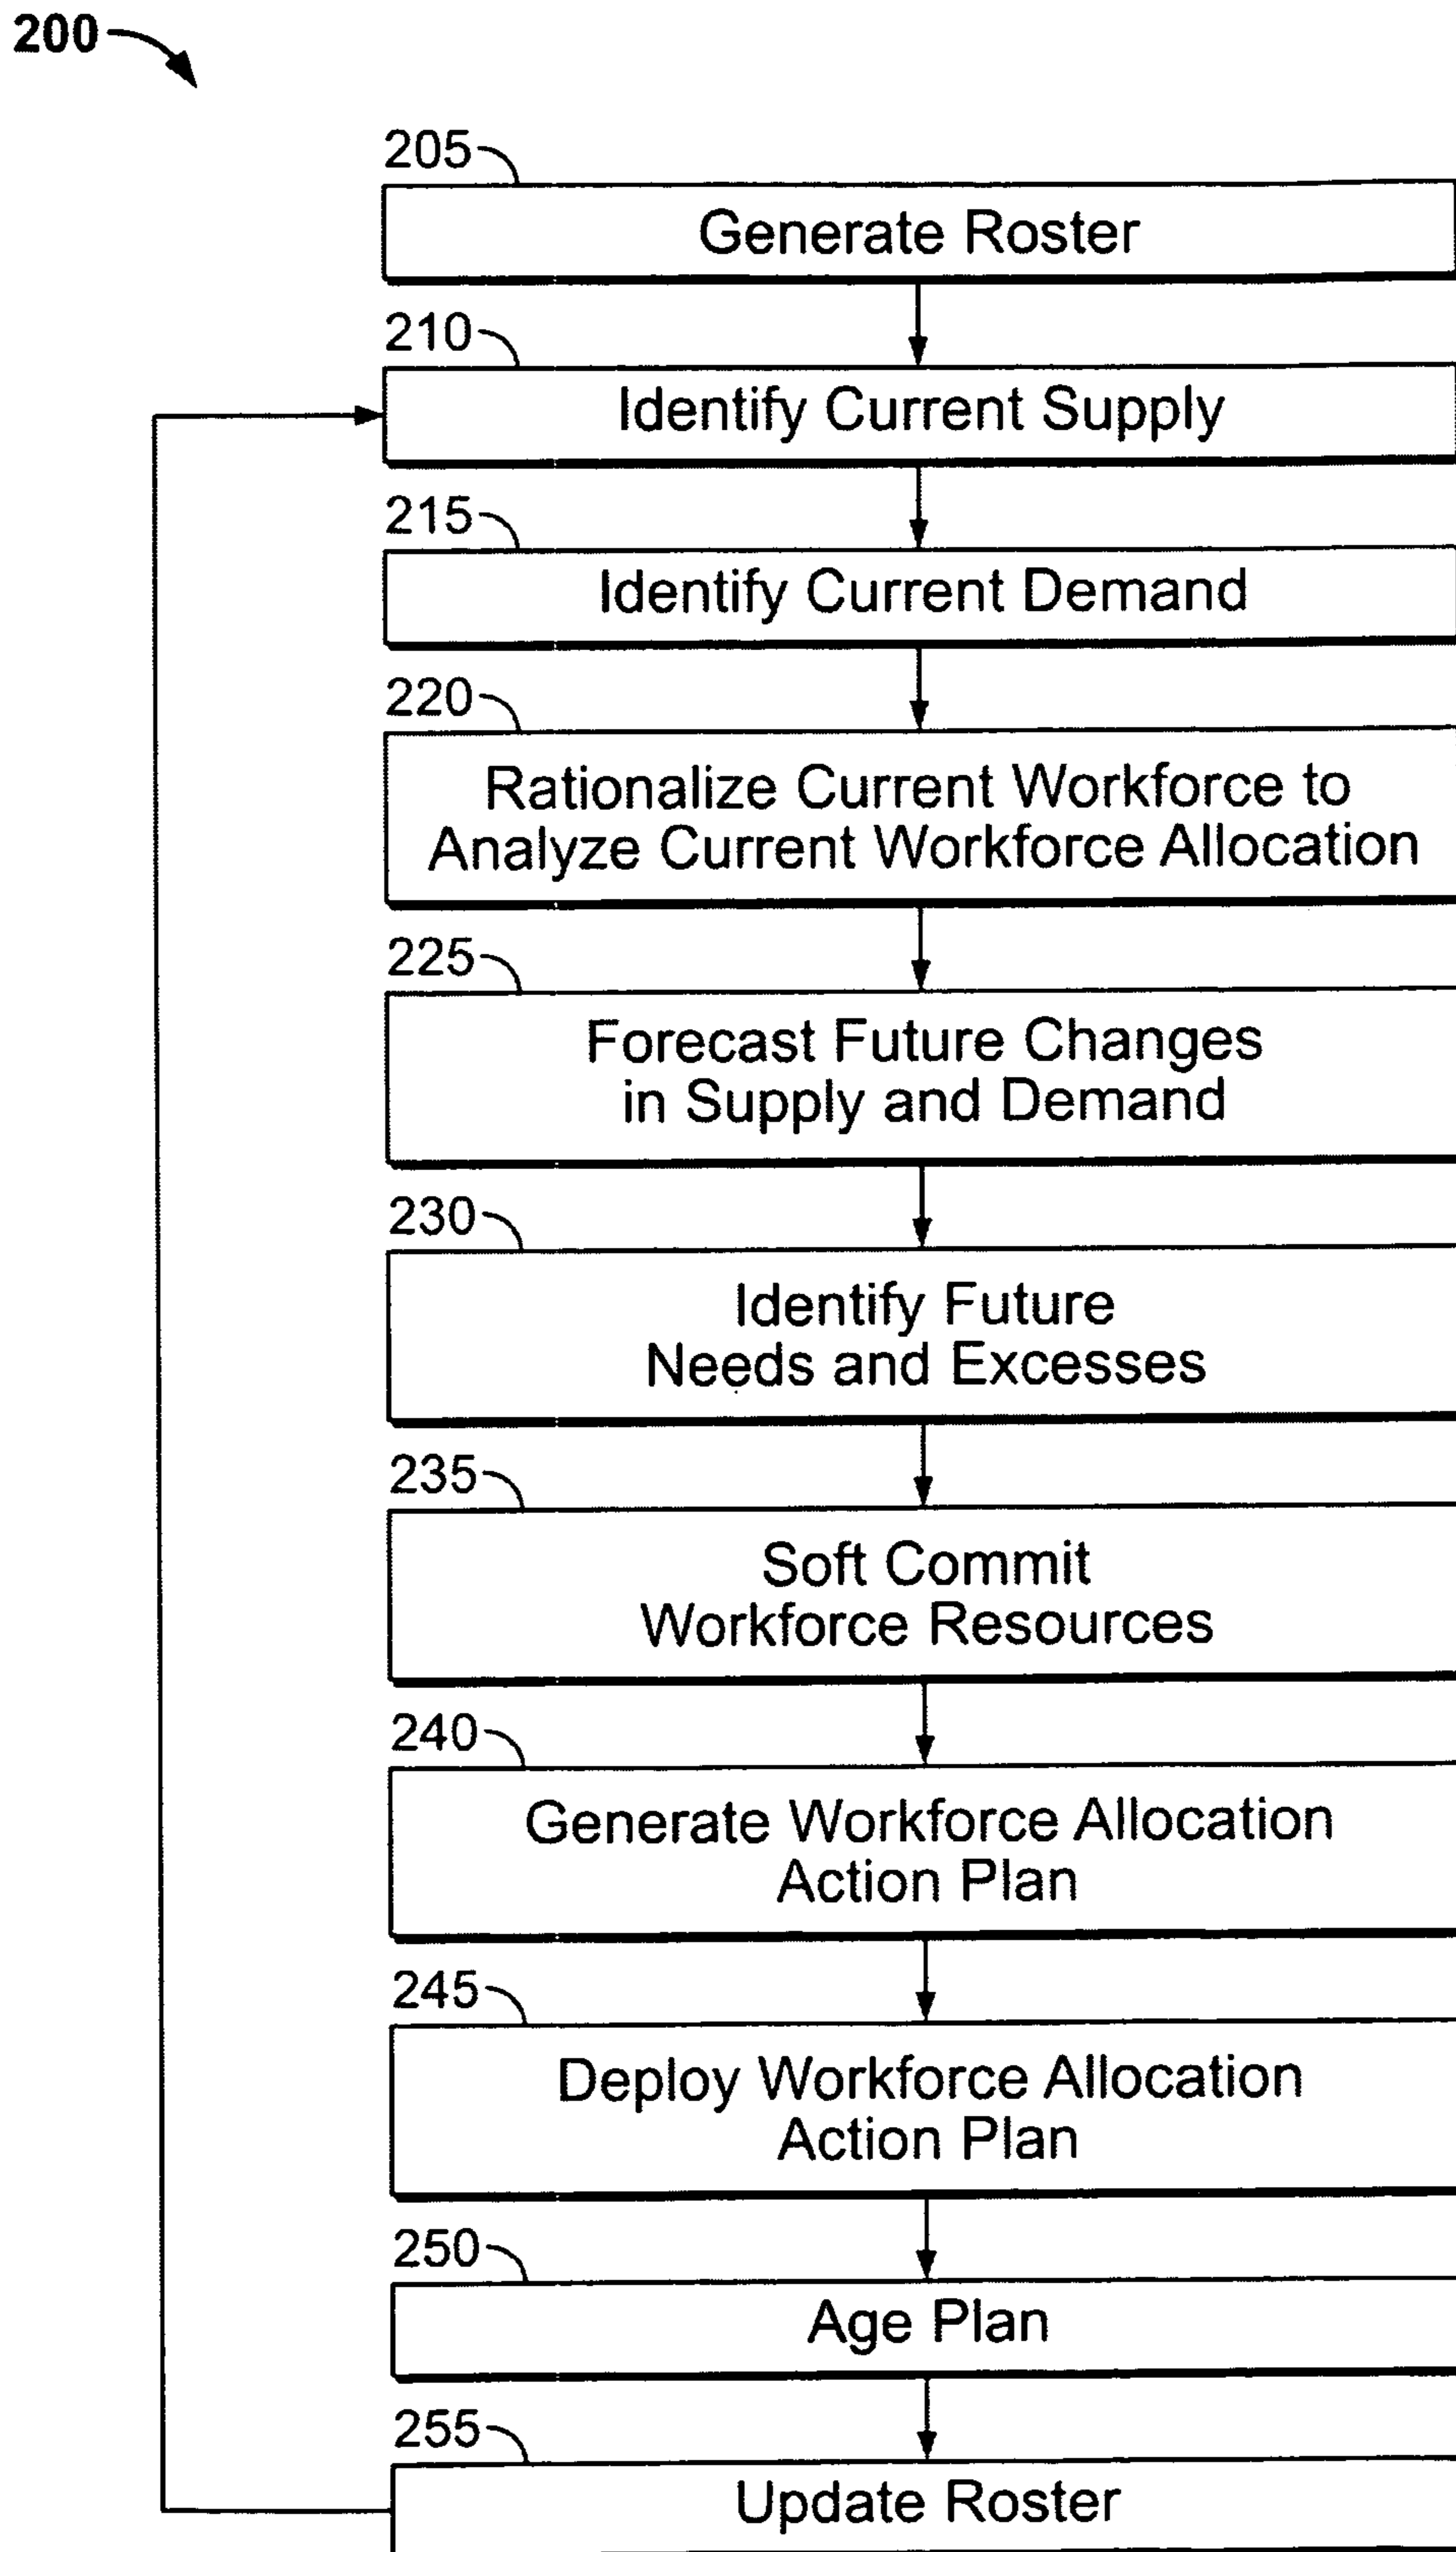 200
205
Generate Roster
210
Identify Current Supply
215
Identify Current Demand
220
Rationalize Current Workforce to
Analyze Current Workforce Allocation
225
Forecast Future Changes
in Supply and Demand
230
Identify Future
Needs and Excesses
235
Soft Commit
Workforce Resources
240
Generate Workforce Allocation
Action Plan
245
Deploy Workforce Allocation
Action Plan
250
Age Plan
255
Update Roster